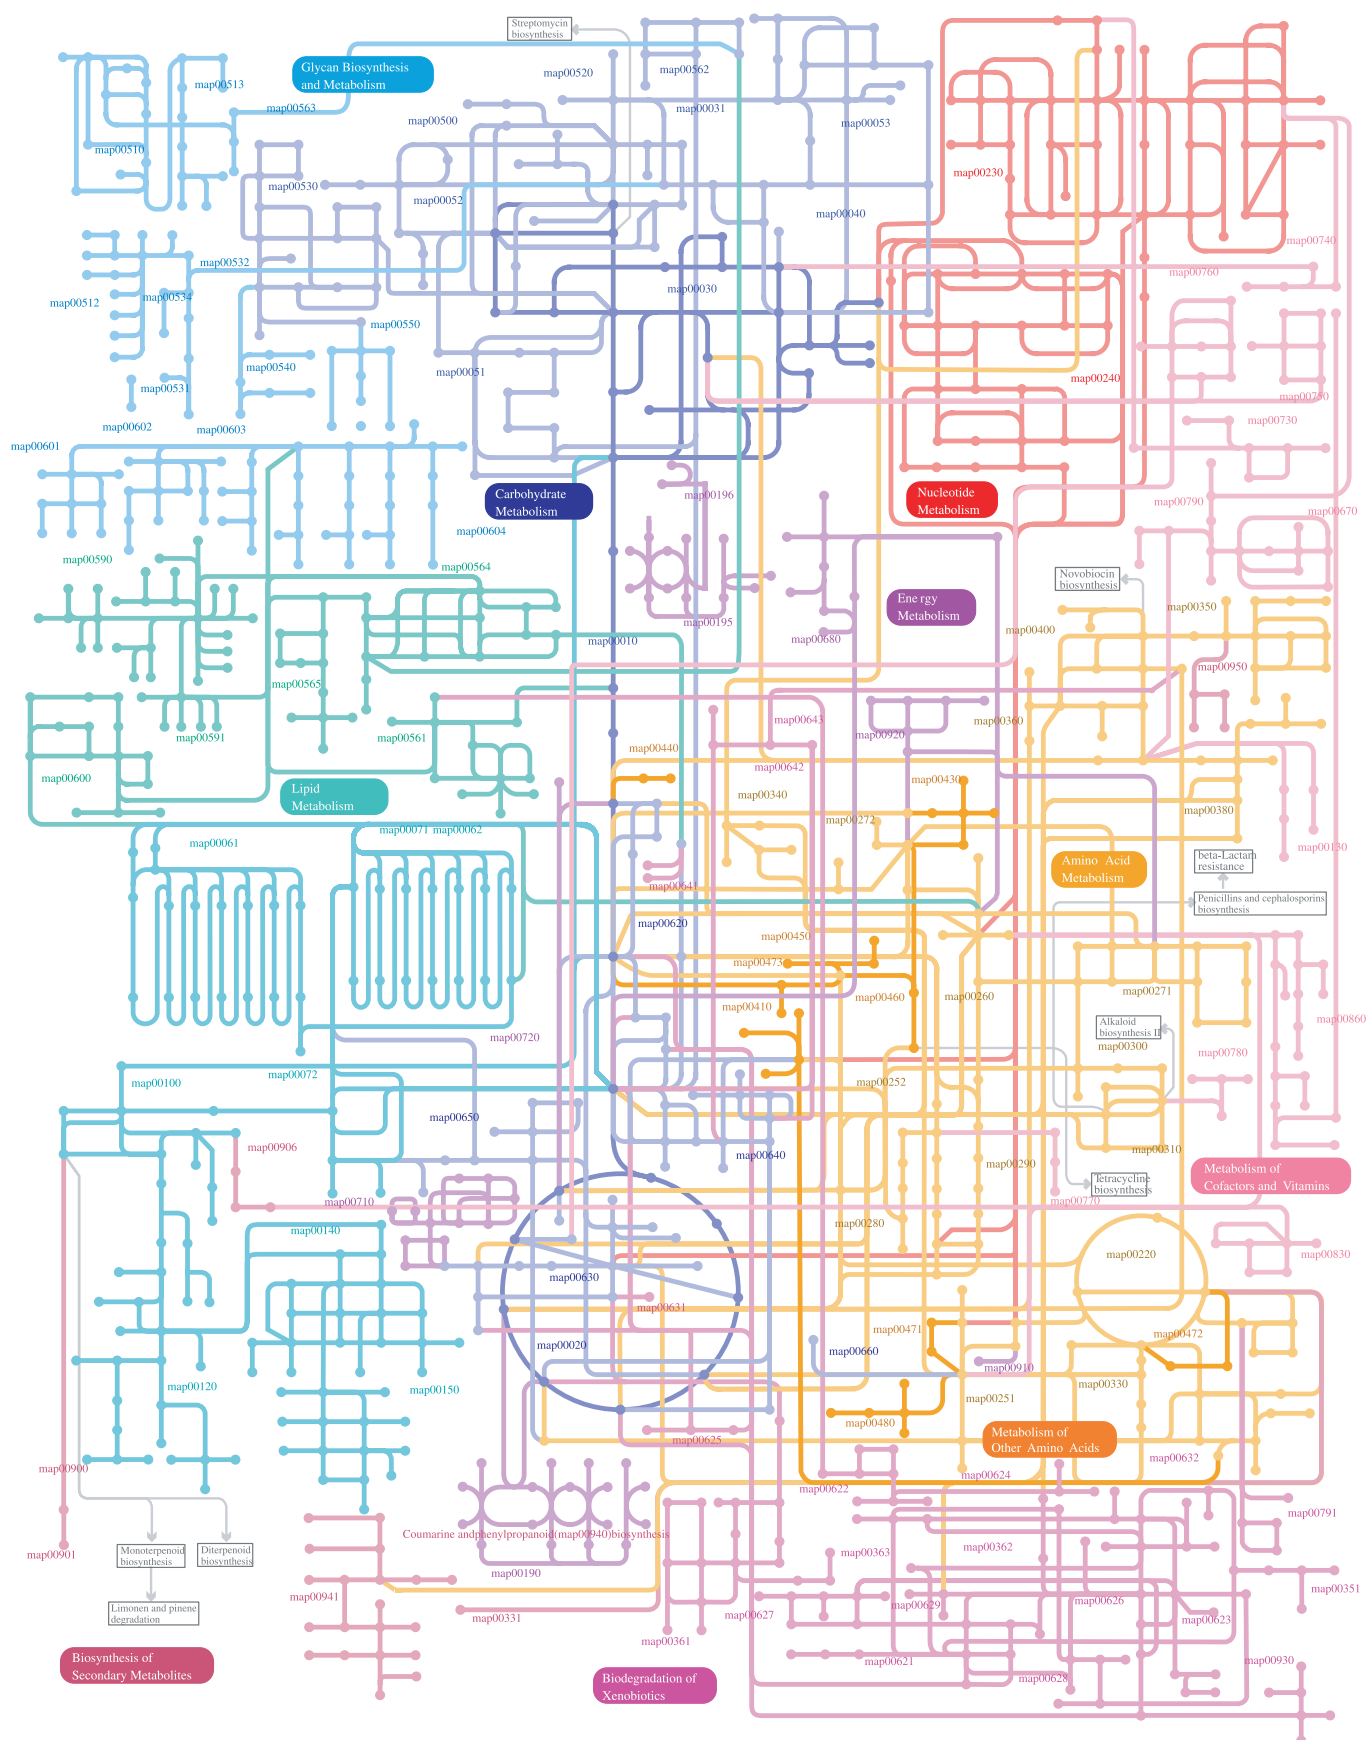 Streptomycin
biosynthesis
map00520
map00562
Glycan Biosynthesis
and Metabolism
map00513
map00563
map00031
map00500
map00053
map00510
map00230
map00530
map00052
map00040
map00740
map00532
map00760
map00512
map00534
map00030
map00550
map00540
map00051
map00240
map00531
map00750
map00602
map00603
map00730
map00601
Carbohydrate
Metabolism
map00196
Nucleotide
Metabolism
map00790
map00670
map00604
map00590
map00564
Novobiocin
biosynthesis
Ene rgy
Metabolism
map00350
map00195
map00400
map00010
map00680
map00950
map00565
map00591
map00561
map00643
map00360
map00920
map00440
map00642
map00600
Lipid
Metabolism
map00430
map00340
map00380
map00272
map00071
map00062
map00061
map00130
beta-Lactam
resistance
Amino Acid
Metabolism
map00641
Penicillins and cephalosporins
biosynthesis
map00620
map00450
map00473
map00410
map00460
map00260
map00271
map00860
Alkaloid
biosynthesis II
map00720
map00300
map00780
map00072
map00100
map00252
map00650
map00906
map00640
map00290
map00310
Metabolism of
Cofactors and Vitamins
Tetracycline
biosynthesis
map00770
map00710
map00140
map00280
map00220
map00830
map00630
map00631
map00471
map00472
map00020
map00660
map00910
map00120
map00150
map00330
map00251
map00480
Metabolism of
Other Amino Acids
map00625
map00632
map00900
map00624
map00622
map00791
Coumarine andphenylpropanoid(map00940)biosynthesis
map00901
Monoterpenoid
biosynthesis
Diterpenoid
biosynthesis
map00363
map00362
map00190
map00351
map00941
map00331
Limonen and pinene
degradation
map00627
map00629
map00626
map00623
map00361
Biosynthesis of
Secondary Metabolites
map00621
map00930
Biodegradation of
Xenobiotics
map00628